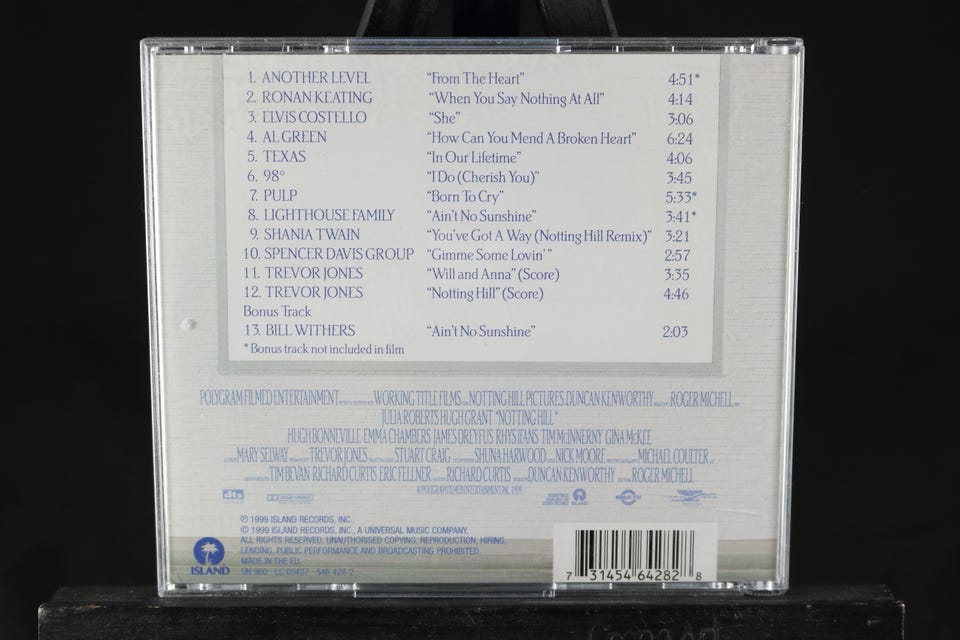 1. ANOTHER LEVEL "From The Heart" 4:51*
2. RONAN KEATING "When You Say Nothing At All" 4:14
3. ELVIS COSTELLO "She" 3:06
4. AL GREEN "How Can You Mend A Broken Heart" 6:24
5. TEXAS "In Our Lifetime" 4:06
6. 98° "I Do (Cherish You)" 3:45
7. PULP "Born To Cry" 5:33*
8. LIGHTHOUSE FAMILY "Ain't No Sunshine" 3:41*
9. SHANIA TWAIN "You've Got A Way (Notting Hill Remix)" 3:21
10. SPENCER DAVIS GROUP "Gimme Some Lovin'" 2:57
11. TREVOR JONES "Will and Anna" (Score) 3:35
12. TREVOR JONES "Notting Hill" (Score) 4:46
Bonus Track
13. BILL WITHERS "Ain't No Sunshine" 2:03
*Bonus track not included in film
POLYGRAM FILMED ENTERTAINMENT WORKING TITLE FILMS NOTTING HILL PICTURES DUNCAN KENWORTHY ROGER MICHELL
JULIA ROBERTS HUGH GRANT "NOTTING HILL"
HUGH BONNEVILLE EMMA CHAMBERS JAMES DREYFUS RHYS IFANS TIM McINNERNY GINA McKEE
MARY SELWAY TREVOR JONES STUART CRAIG SHUNA HARWOOD NICK MOORE MICHAEL COULTER
TIM BEVAN RICHARD CURTIS ERIC FELLNER RICHARD CURTIS DUNCAN KENWORTHY ROGER MICHELL
©POLYGRAM FILMED ENTERTAINMENT, INC. 1999
dts
℗ 1999 ISLAND RECORDS, INC.,
© 1999 ISLAND RECORDS, INC., A UNIVERSAL MUSIC COMPANY.
ALL RIGHTS RESERVED. UNAUTHORISED COPYING, REPRODUCTION, HIRING,
LENDING, PUBLIC PERFORMANCE AND BROADCASTING PROHIBITED.
MADE IN THE EU.
ISLAND UN 900 LC 00407 546 428-2
7 31454 64282 8